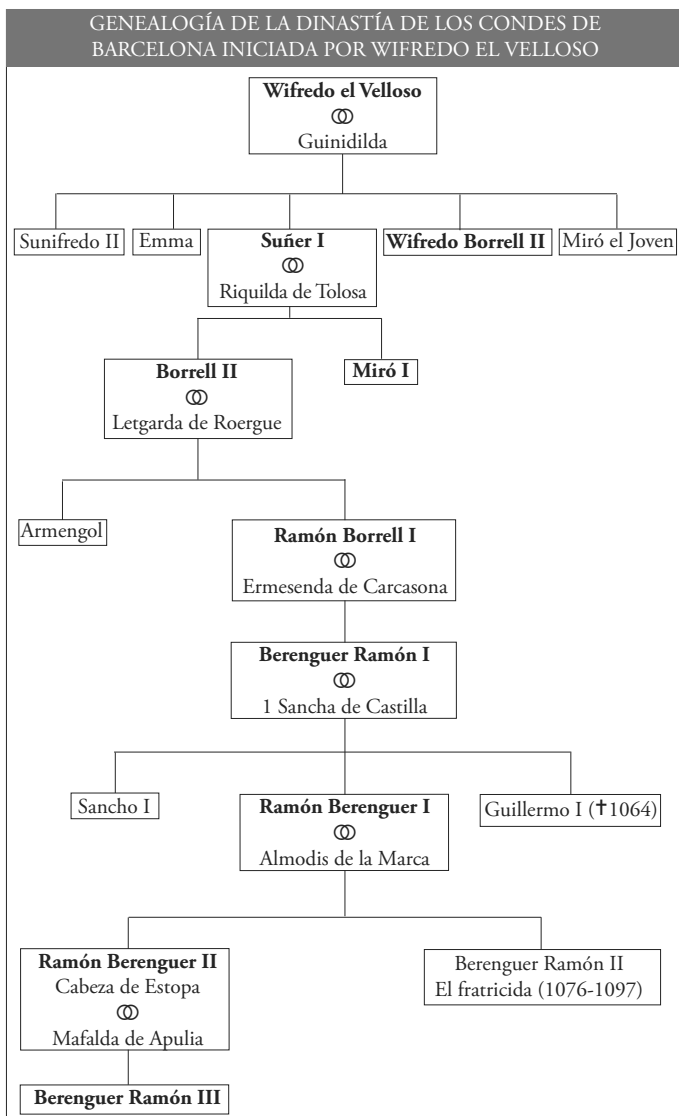 GENEALOGÍA DE LA DINASTÍA DE LOS CONDES DE
BARCELONA INICIADA POR WIFREDO EL VELLOSO
Wifredo el Velloso
Guinidilda
Sunifredo II
Emma
Suñer I
Riquilda de Tolosa
Wifredo Borrell II
Miró el Joven
Borrell II
Letgarda de Roergue
Miró I
Armengol
Ramón Borrell I
Ermesenda de Carcasona
Berenguer Ramón I
1 Sancha de Castilla
Sancho I
Ramón Berenguer I
Almodis de la Marca
Guillermo I (✝1064)
Ramón Berenguer II
Cabeza de Estopa
Mafalda de Apulia
Berenguer Ramón II
El fratricida (1076-1097)
Berenguer Ramón III